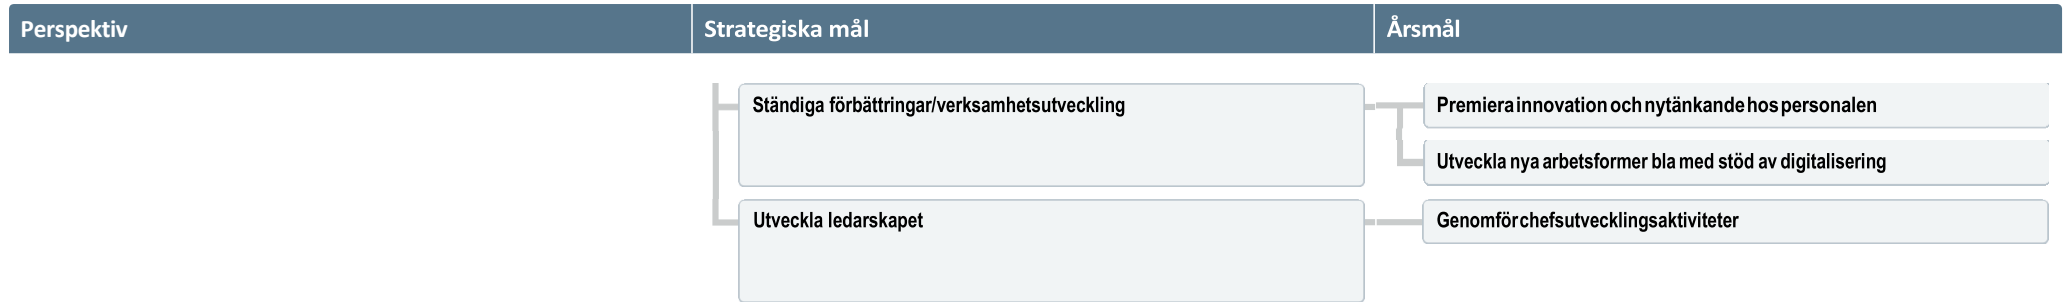 Perspektiv
Strategiska mål
Årsmål
Ständiga förbättringar/verksamhetsutveckling
Premiera innovation och nytänkande hos personalen
Utveckla nya arbetsformer bla med stöd av digitalisering
Utveckla ledarskapet
Genomför chefsutvecklingsaktiviteter